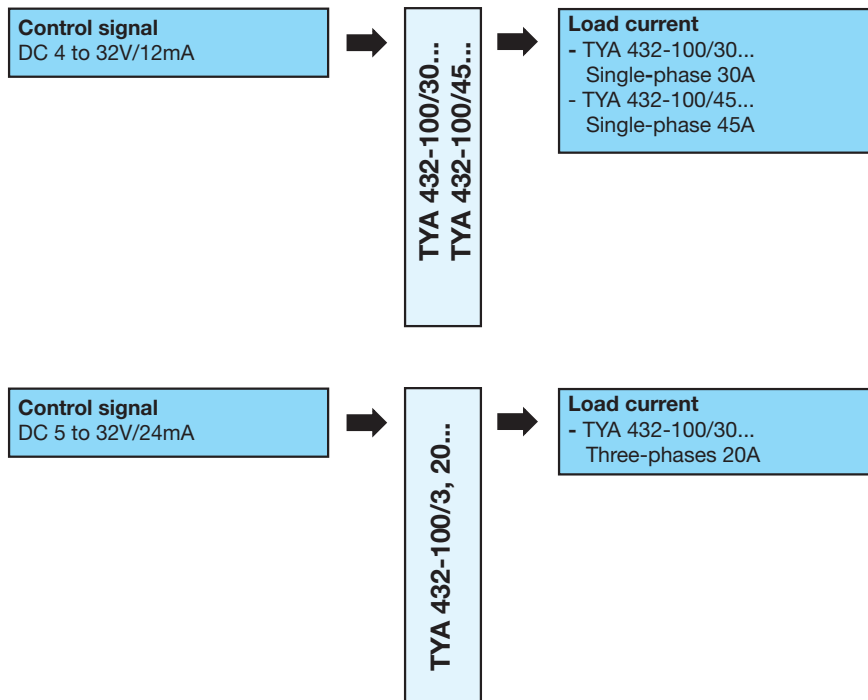 Control signal
DC 4 to 32V/12mA
TYA 432-100/30...
TYA 432-100/45...
Load current
- TYA 432-100/30...
Single-phase 30A
- TYA 432-100/45...
Single-phase 45A
Control signal
DC 5 to 32V/24mA
TYA 432-100/3, 20...
Load current
- TYA 432-100/30...
Three-phases 20A